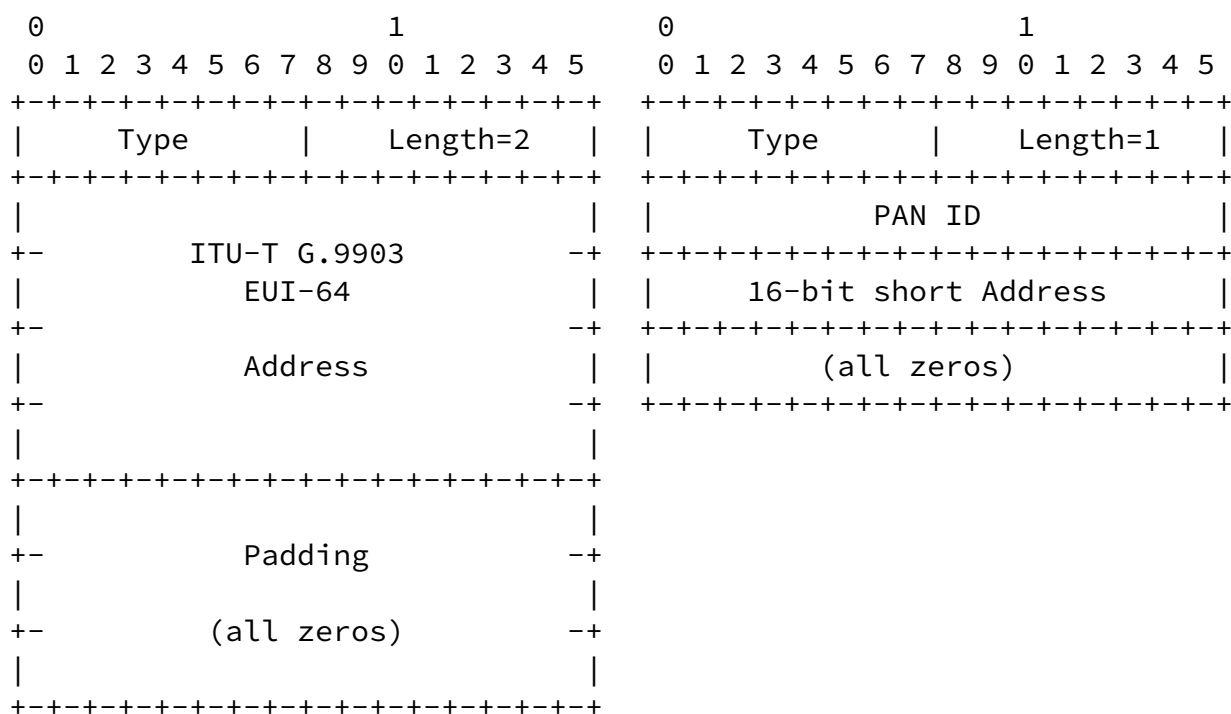 0                   1               0                   1
 0 1 2 3 4 5 6 7 8 9 0 1 2 3 4 5    0 1 2 3 4 5 6 7 8 9 0 1 2 3 4 5
+-+-+-+-+-+-+-+-+-+-+-+-+-+-+-+-+  +-+-+-+-+-+-+-+-+-+-+-+-+-+-+-+-+
|     Type      |    Length=2   |  |     Type      |    Length=1   |
+-+-+-+-+-+-+-+-+-+-+-+-+-+-+-+-+  +-+-+-+-+-+-+-+-+-+-+-+-+-+-+-+-+
|                               |  |            PAN ID             |
+-        ITU-T G.9903         -+  +-+-+-+-+-+-+-+-+-+-+-+-+-+-+-+-+
|            EUI-64             |  |     16-bit short Address      |
+-                             -+  +-+-+-+-+-+-+-+-+-+-+-+-+-+-+-+-+
|            Address            |  |         (all zeros)           |
+-                             -+  +-+-+-+-+-+-+-+-+-+-+-+-+-+-+-+-+
|                               |
+-+-+-+-+-+-+-+-+-+-+-+-+-+-+-+-+
|                               |
+-           Padding           -+
|                               |
+-         (all zeros)         -+
|                               |
+-+-+-+-+-+-+-+-+-+-+-+-+-+-+-+-+